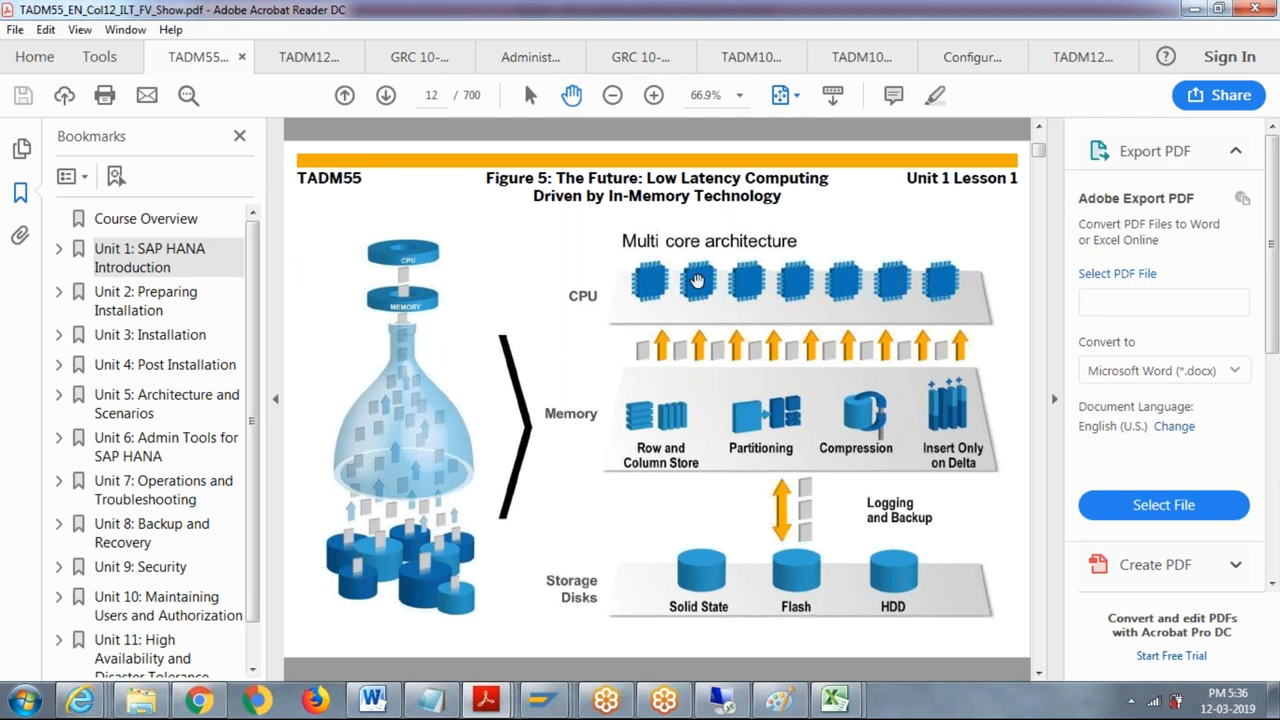 TADM55_EN_Col12_ILT_FV_Show.pdf - Adobe Acrobat Reader DC
File Edit View Window Help
Home Tools TADM55... TADM12... GRC 10-... Administ... GRC 10-... TADM10... TADM10... Configur... TADM12... Sign In
12 / 700 66.9% Share
Bookmarks
Course Overview
Unit 1: SAP HANA
Introduction
Unit 2: Preparing
Installation
Unit 3: Installation
Unit 4: Post Installation
Unit 5: Architecture and
Scenarios
Unit 6: Admin Tools for
SAP HANA
Unit 7: Operations and
Troubleshooting
Unit 8: Backup and
Recovery
Unit 9: Security
Unit 10: Maintaining
Users and Authorization
Unit 11: High
Availability and
Disaster Tolerance
TADM55
Figure 5: The Future: Low Latency Computing
Driven by In-Memory Technology
Unit 1 Lesson 1
CPU
MEMORY
Multi core architecture
CPU
Memory
Row and
Column Store
Partitioning
Compression
Insert Only
on Delta
Logging
and Backup
Storage
Disks
Solid State
Flash
HDD
Export PDF
Adobe Export PDF
Convert PDF Files to Word
or Excel Online
Select PDF File
Convert to
Microsoft Word (*.docx)
Document Language:
English (U.S.) Change
Select File
Create PDF
Convert and edit PDFs
with Acrobat Pro DC
Start Free Trial
PM 5:36
12-03-2019